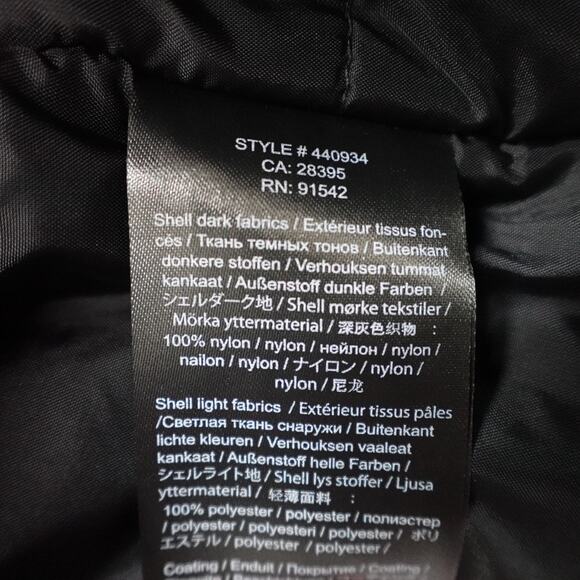 STYLE # 440934
CA: 28395
RN: 91542
Shell dark fabrics / Extérieur tissus fon-
cés / Ткань темных тонов / Buitenkant
donkere stoffen / Verhouksen tummat
kankaat / Außenstoff dunkle Farben /
シェルダーク地 / Shell mørke tekstiler /
Mörka yttermaterial / 深灰色织物 :
100% nylon / nylon / нейлон / nylon /
nailon / nylon / ナイロン / nylon /
nylon / 尼龙
Shell light fabrics / Extérieur tissus pâles
/Светлая ткань снаружи / Buitenkant
lichte kleuren / Verhouksen vaaleat
kankaat / Außenstoff helle Farben /
シェルライト地 / Shell lys stoffer / Ljusa
yttermaterial / 轻薄面料 :
100% polyester / polyester / полиэстер
/ polyester / polyesteri / polyester / ポリ
エステル / polyester / polyester /
Coating / Enduit / Покрытие / Coating /